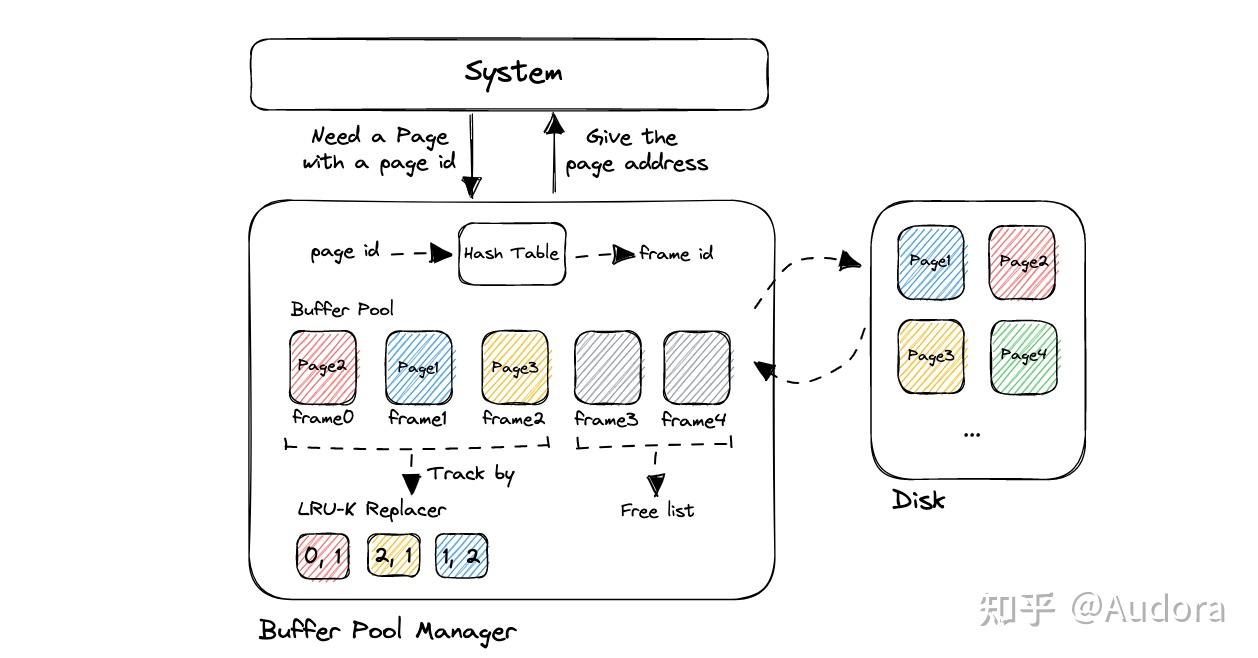 System
Need a Page
with a page id
Give the
page address
page id
Hash Table
frame id
Buffer Pool
Page2
Page1
Page3
frame0
frame1
frame2
frame3
frame4
Track by
LRU-K Replacer
Free list
0, 1
2, 1
1, 2
Buffer Pool Manager
Page1
Page2
Page3
Page4
...
Disk
知乎 @Audora